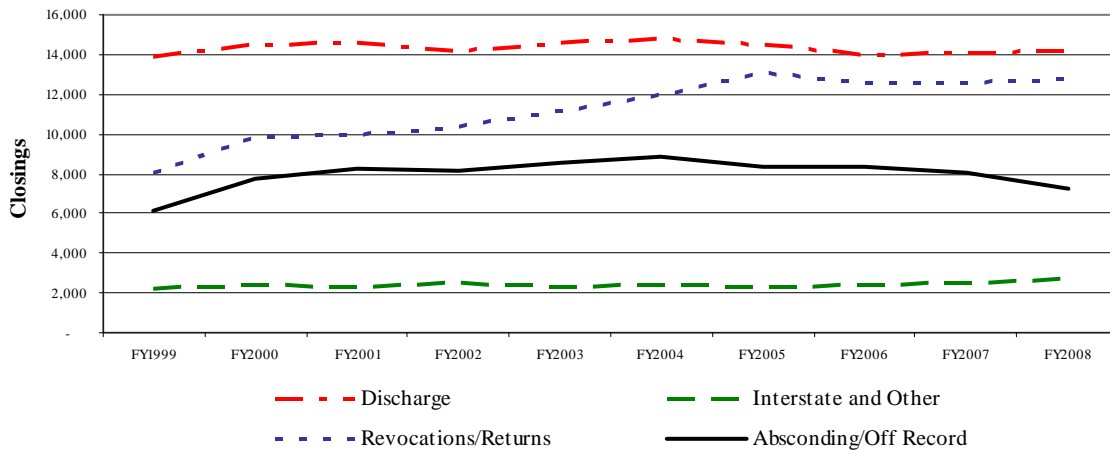 16,000
14,000
12,000
10,000
8,000
6,000
4,000
2,000
-
Closings
FY1999 FY2000 FY2001 FY2002 FY2003 FY2004 FY2005 FY2006 FY2007 FY2008
Discharge Interstate and Other
Revocations/Returns Absconding/Off Record